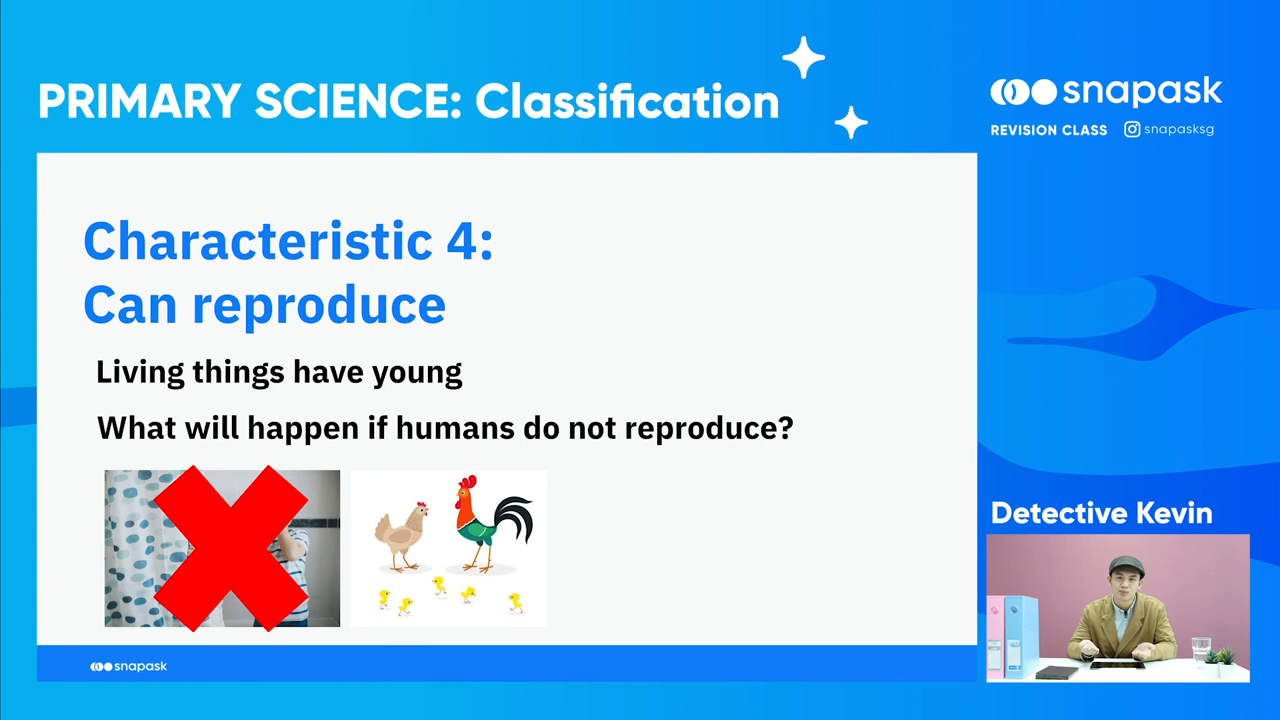 PRIMARY SCIENCE: Classification
snapask
REVISION CLASS
snapasksg
Characteristic 4:
Can reproduce
Living things have young
What will happen if humans do not reproduce?
Detective Kevin
snapask